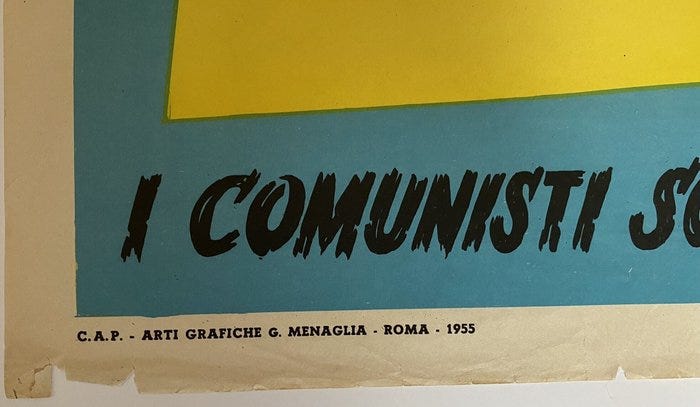 I COMUNISTI
C.A.P. - ARTI GRAFICHE G. MENAGLIA - ROMA - 1955